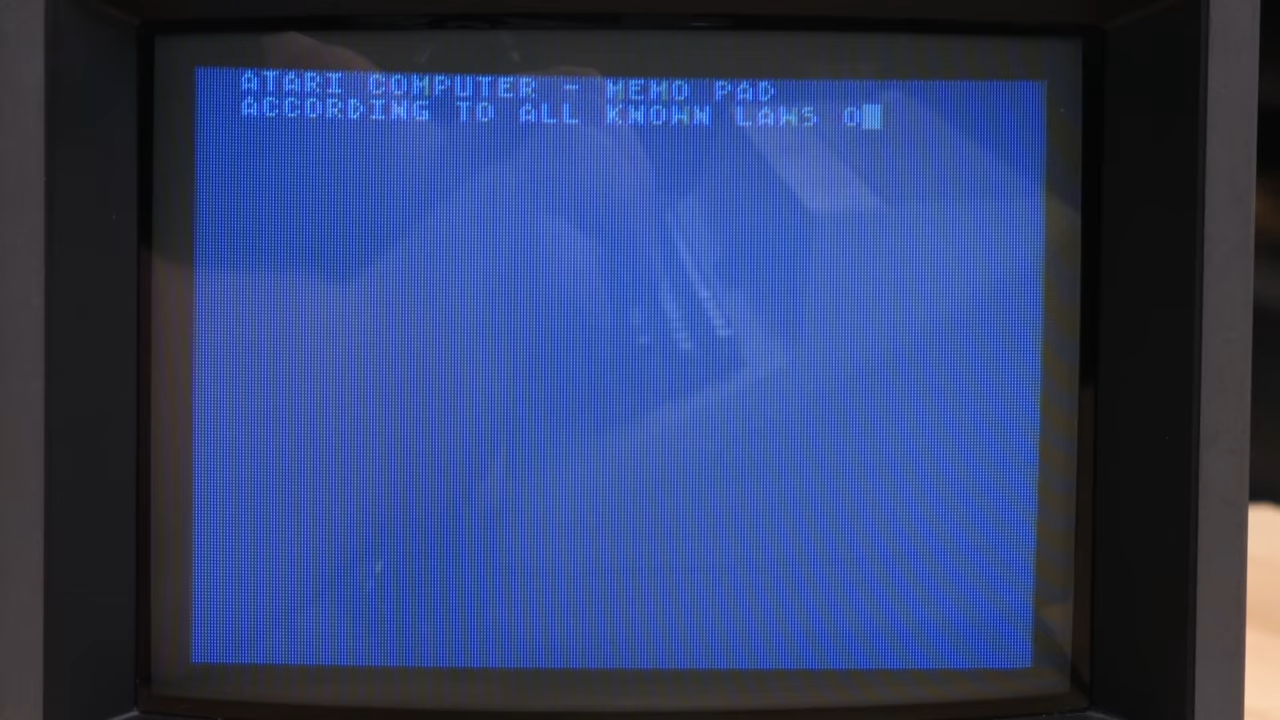 ATARI COMPUTER - MEMO PAD
ACCORDING TO ALL KNOWN LAWS O